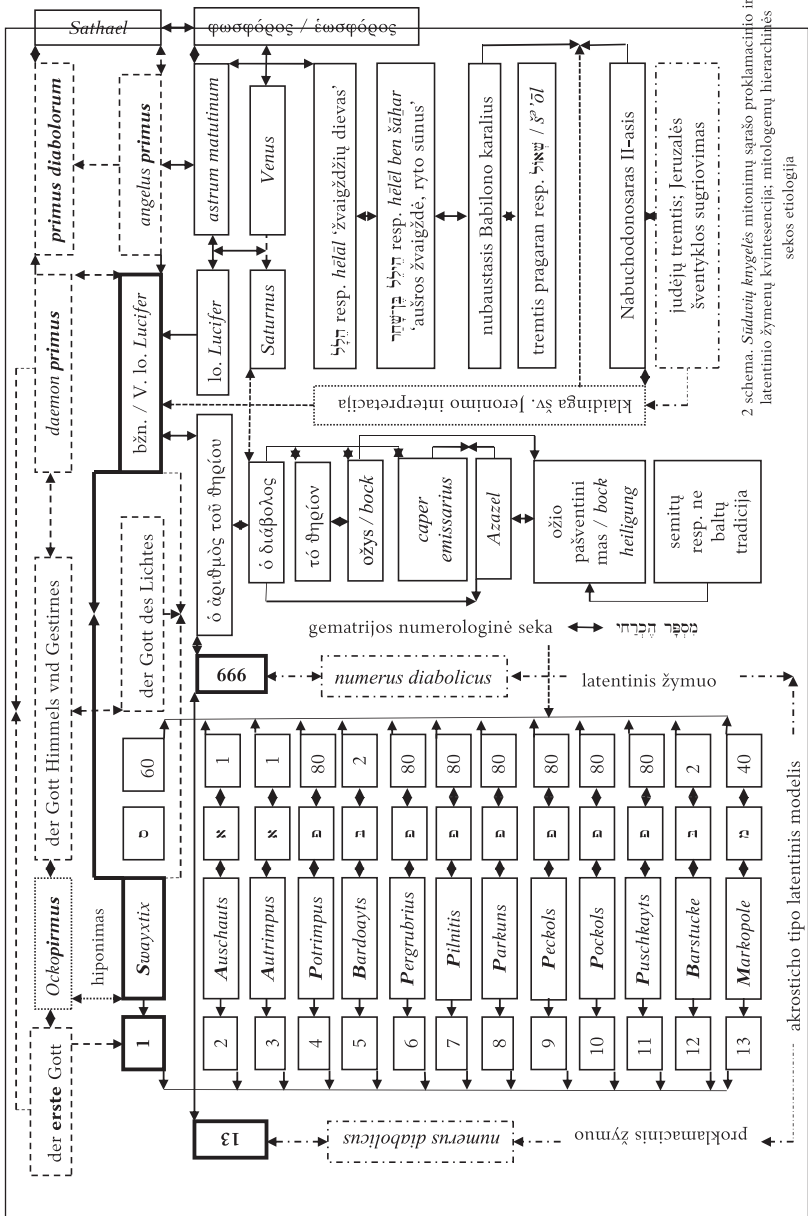 der erste Gott
Ockopirmus
der Gott Himmels vnd Gestirnes
daemon primus
primus diabolorum
Sathael
hiponimas
der Gott des Lichtes
angelus primus
1
Swayxtix
ס
60
bžn. / V. lo. Lucifer
13
666
ὁ ἀριθμὸς τοῦ θηρίου
lo. Lucifer
astrum matutinum
φωσφόρος / ἑωσφόρος
2
Auschauts
א
1
3
Autrimpus
א
1
4
Potrimpus
פ
80
5
Bardoayts
ב
2
6
Pergrubrius
פ
80
7
Pilnitis
פ
80
8
Parkuns
פ
80
9
Peckols
פ
80
10
Pockols
פ
80
11
Puschkayts
פ
80
12
Barstucke
ב
2
13
Markopole
מ
40
numerus diabolicus
proklamacinis žymuo
numerus diabolicus
latentinis žymuo
akrosticho tipo latentinis modelis
gematrijos numerologinė seka
מִסְפָּר הֶכְרֵחִי
ὁ διάβολος
τό θηρίον
ožys / bock
caper
emissarius
Azazel
ožio
pašventini
mas / bock
heiligung
semitų
resp. ne
baltų
tradicija
klaidinga šv. Jeronimo interpretacija
Saturnus
Venus
הֵלָל resp. hēlāl ‘žvaigždžių dievas’
הֵילֵל בֶּן־שָׁחַר resp. hêlēl ben šāḥar
‘aušros žvaigždė, ryto sūnus’
nubaustasis Babilono karalius
tremtis pragaran resp. שְׁאוֹל / šᵊ’ōl
Nabuchodonosaras II-asis
judėjų tremtis; Jeruzalės
šventyklos sugriovimas
2 schema. Sūduvių knygelės mitonimų sąrašo proklamacinio ir
latentinio žymenų kvintesencija; mitologemų hierarchinės
sekos etiologija